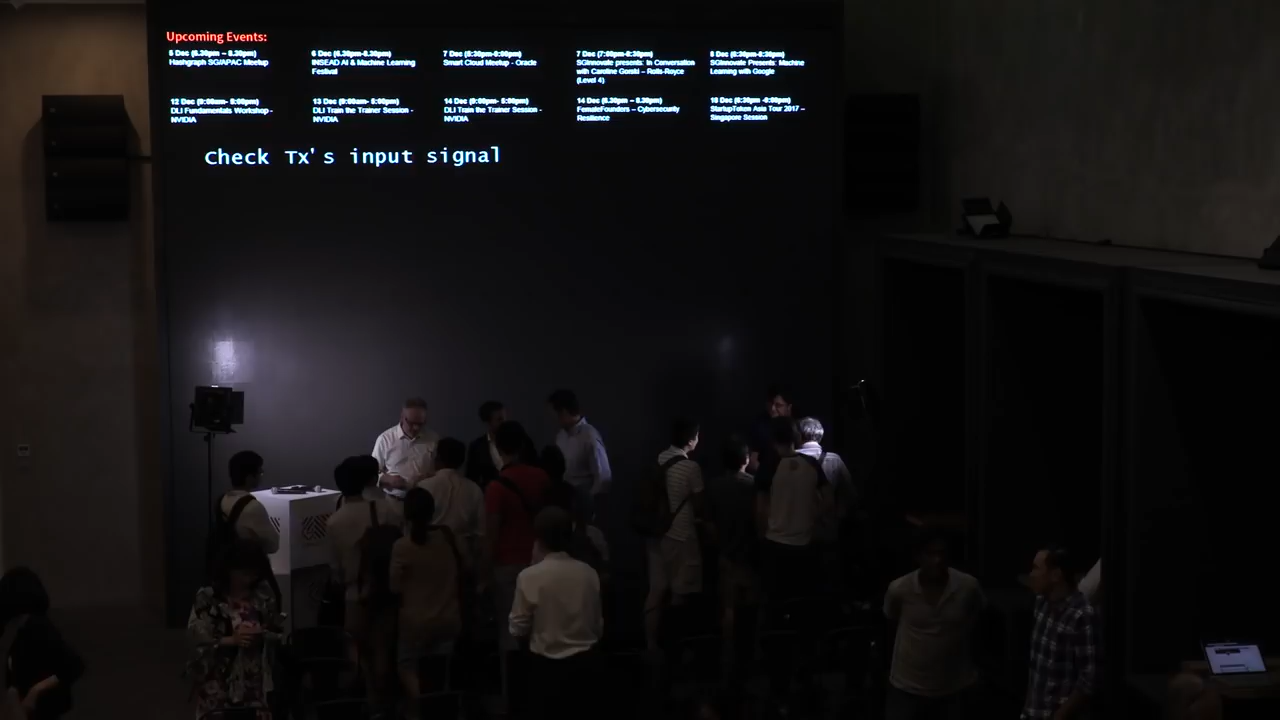 Upcoming Events:
5 Dec (6.30pm – 8.30pm)
Hashgraph SG/APAC Meetup
6 Dec (6.30pm-8.30pm)
INSEAD AI & Machine Learning
Festival
7 Dec (6:30pm-8:00pm)
Smart Cloud Meetup - Oracle
7 Dec (7:00pm-8:30pm)
SGInnovate presents: In Conversation
with Caroline Gorski – Rolls-Royce
(Level 4)
8 Dec (6:30pm-8:30pm)
SGInnovate Presents: Machine
Learning with Google
12 Dec (9:00am- 5:00pm)
DLI Fundamentals Workshop -
NVIDIA
13 Dec (9:00am- 5:00pm)
DLI Train the Trainer Session -
NVIDIA
14 Dec (9:00am- 5:00pm)
DLI Train the Trainer Session -
NVIDIA
14 Dec (6.30pm – 8.30pm)
FemaleFounders – Cybersecurity
Resilience
18 Dec (6:30pm -9:00pm)
StartupToken Asia Tour 2017 –
Singapore Session
Check Tx's input signal